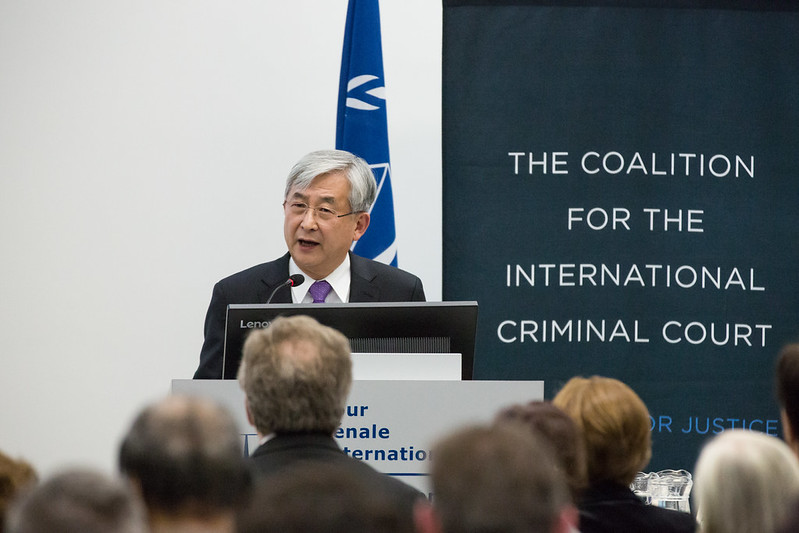 THE COALITION
FOR THE
INTERNATIONAL
CRIMINAL COURT
OR JUSTICE
Lenovo
our
enale
nternation